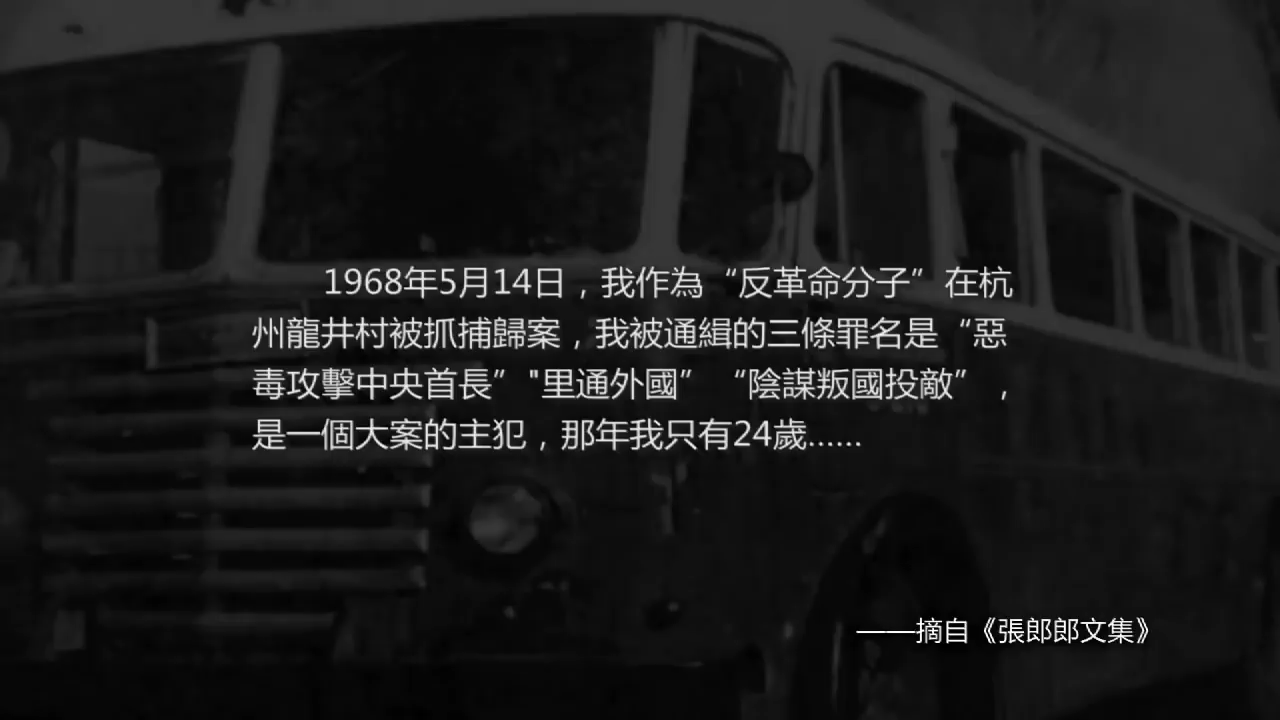 1968年5月14日，我作為“反革命分子”在杭
州龍井村被抓捕歸案，我被通緝的三條罪名是“惡
毒攻擊中央首長”"里通外國”“陰謀叛國投敵”，
是一個大案的主犯，那年我只有24歲……
——摘自《張郎郎文集》